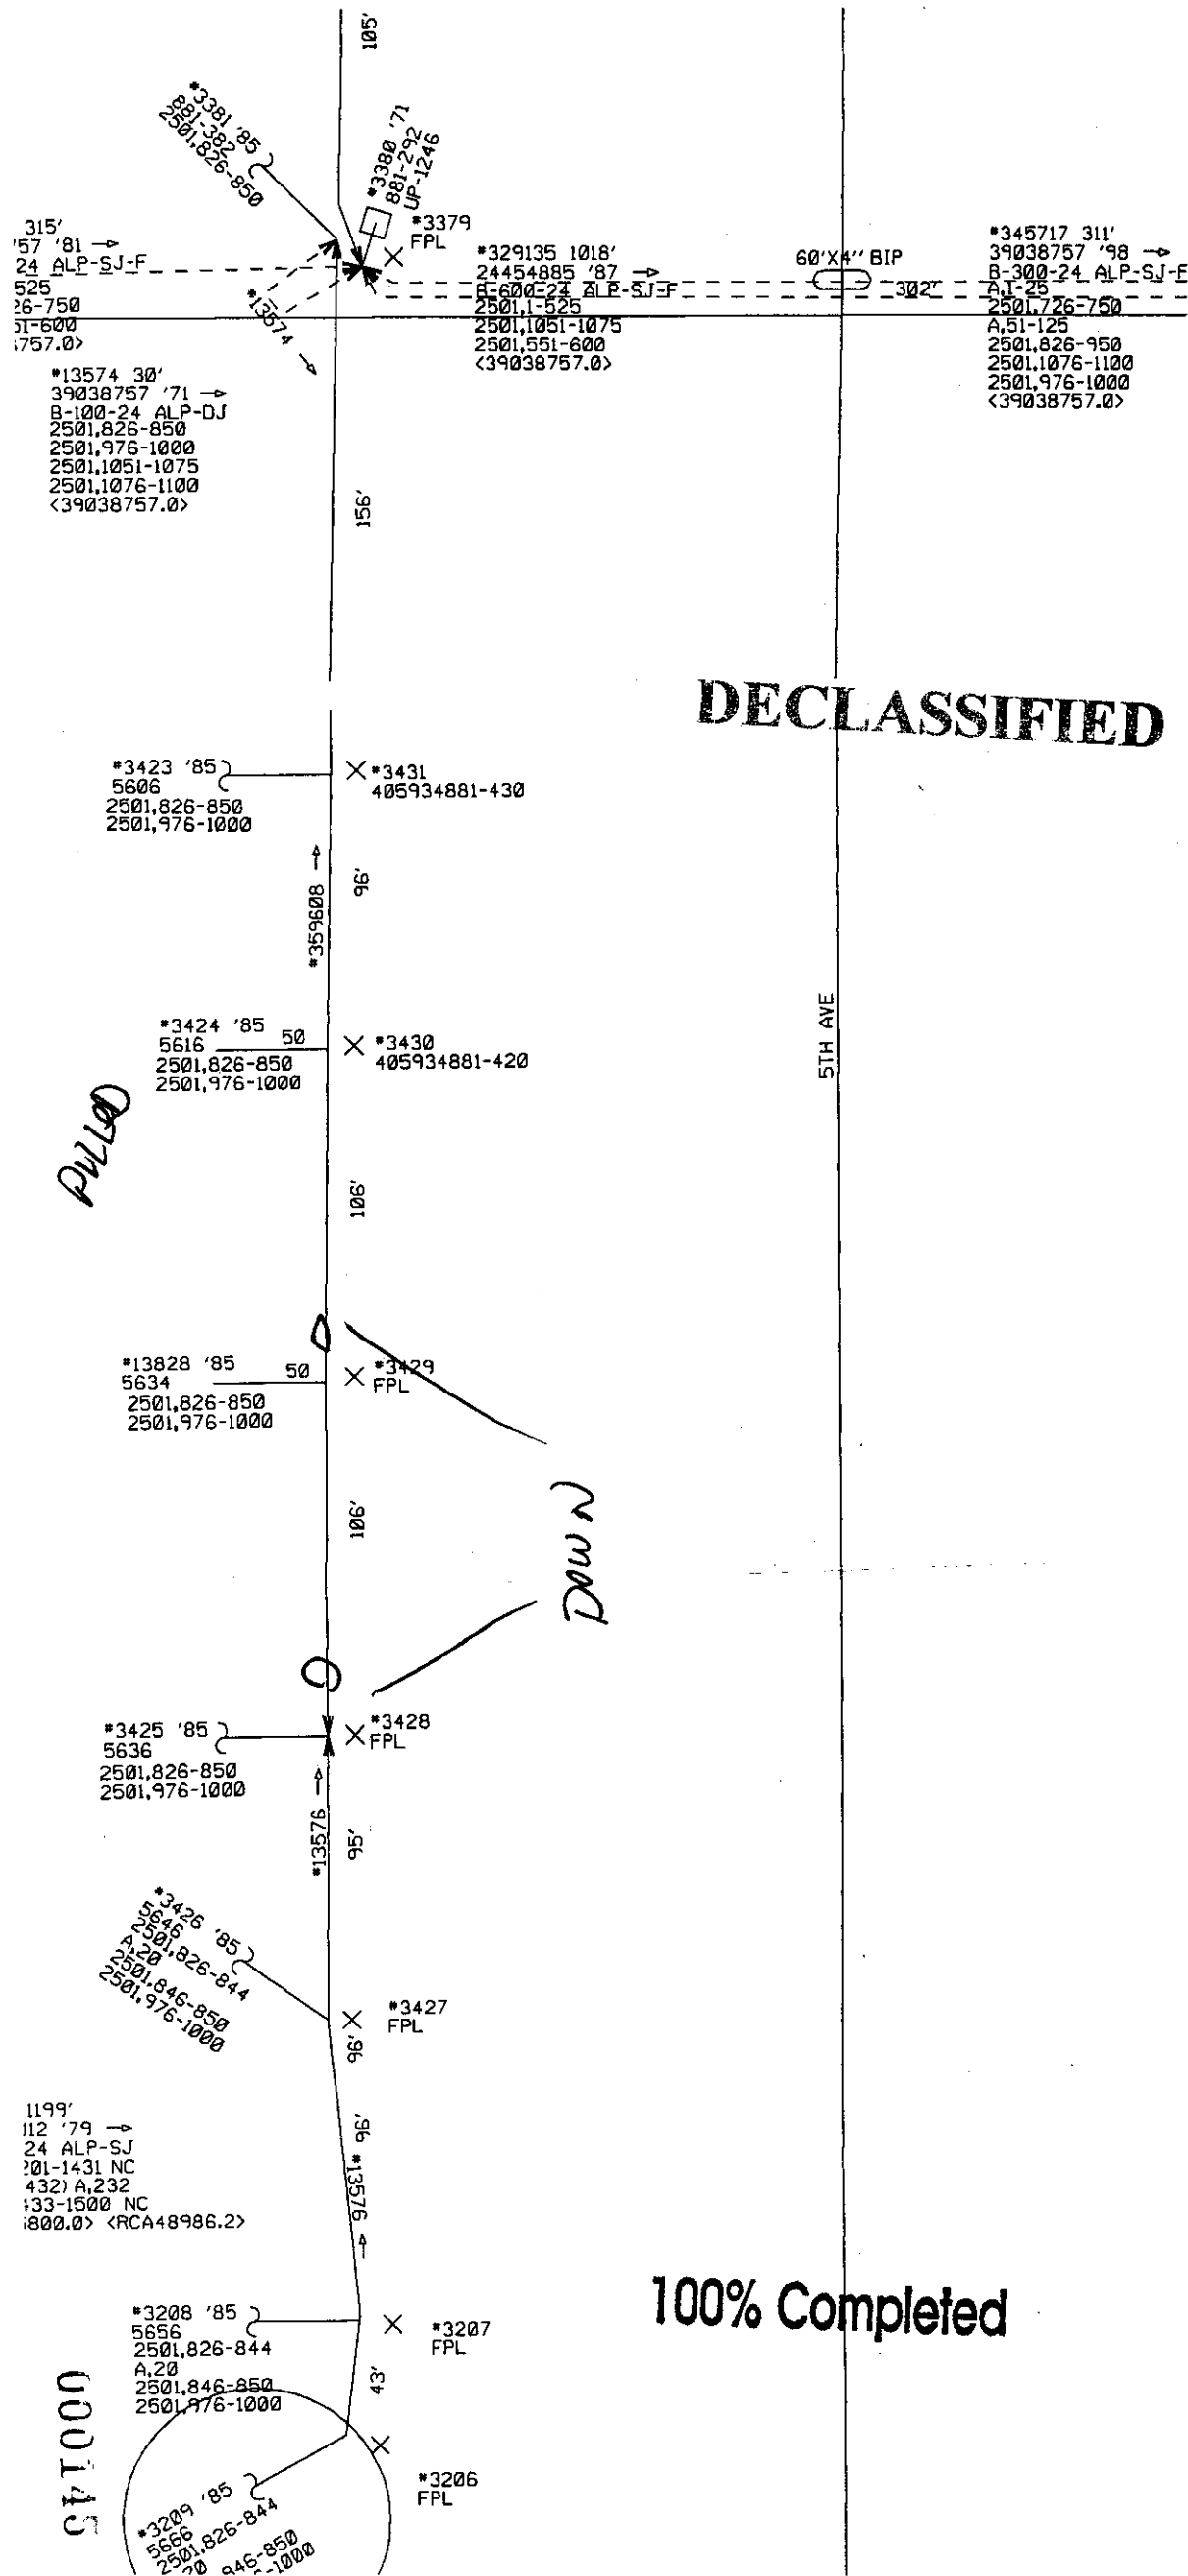 105'
*3381 '85
881-382
2501,826-850
*3380 '71
881-292
UP-1246
*3379
FPL
315'
'57 '81 →
24 ALP-SJ-F
525
26-750
51-600
757.0>
*13574
*329135 1018'
24454885 '87 →
B-600-24 ALP-SJ-F
2501,1-525
2501,1051-1075
2501,551-600
<39038757.0>
60'X4'' BIP
302'
*345717 311'
39038757 '98 →
B-300-24 ALP-SJ-F
A,1-25
2501,726-750
A,51-125
2501,826-950
2501,1076-1100
2501,976-1000
<39038757.0>
*13574 30'
39038757 '71 →
B-100-24 ALP-DJ
2501,826-850
2501,976-1000
2501,1051-1075
2501,1076-1100
<39038757.0>
156'
DECLASSIFIED
*3423 '85
5606
2501,826-850
2501,976-1000
*3431
405934881-430
*359608 →
96'
*3424 '85
5616 50
2501,826-850
2501,976-1000
*3430
405934881-420
5TH AVE
PULLED
106'
*13828 '85
5634 50
2501,826-850
2501,976-1000
*3429
FPL
106'
DOWN
*3425 '85
5636
2501,826-850
2501,976-1000
*3428
FPL
*13576 →
95'
*3426 '85
5646
2501,826-844
A,20
2501,846-850
2501,976-1000
*3427
FPL
96'
1199'
112 '79 →
24 ALP-SJ
201-1431 NC
432) A,232
433-1500 NC
800.0> <RCA48986.2>
96'
*13576 →
*3208 '85
5656
2501,826-844
A,20
2501,846-850
2501,976-1000
*3207
FPL
100% Completed
43'
000145
*3206
FPL
*3209 '85
5666
2501,826-844
20
846-850
-1000